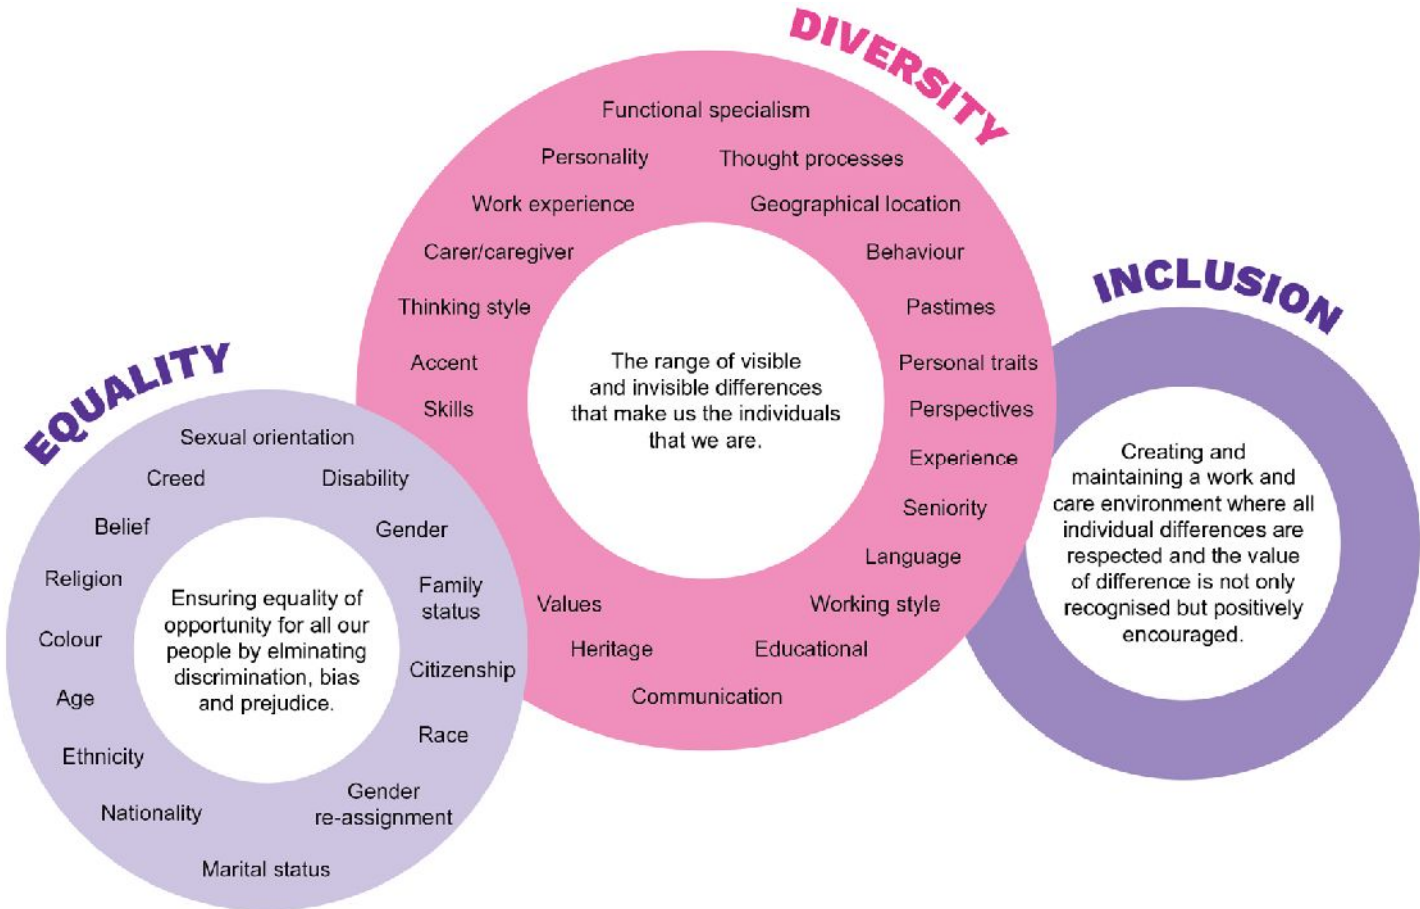 DIVERSITY
Functional specialism
Personality
Thought processes
Work experience
Geographical location
Carer/caregiver
Behaviour
Thinking style
Pastimes
Accent
Personal traits
Skills
Perspectives
Experience
Seniority
Language
Values
Working style
Heritage
Educational
Communication
The range of visible
and invisible differences
that make us the individuals
that we are.
INCLUSION
Creating and
maintaining a work and
care environment where all
individual differences are
respected and the value
of difference is not only
recognised but positively
encouraged.
EQUALITY
Sexual orientation
Creed
Disability
Belief
Gender
Religion
Family
status
Colour
Citizenship
Age
Race
Ethnicity
Gender
re-assignment
Nationality
Marital status
Ensuring equality of
opportunity for all our
people by elminating
discrimination, bias
and prejudice.